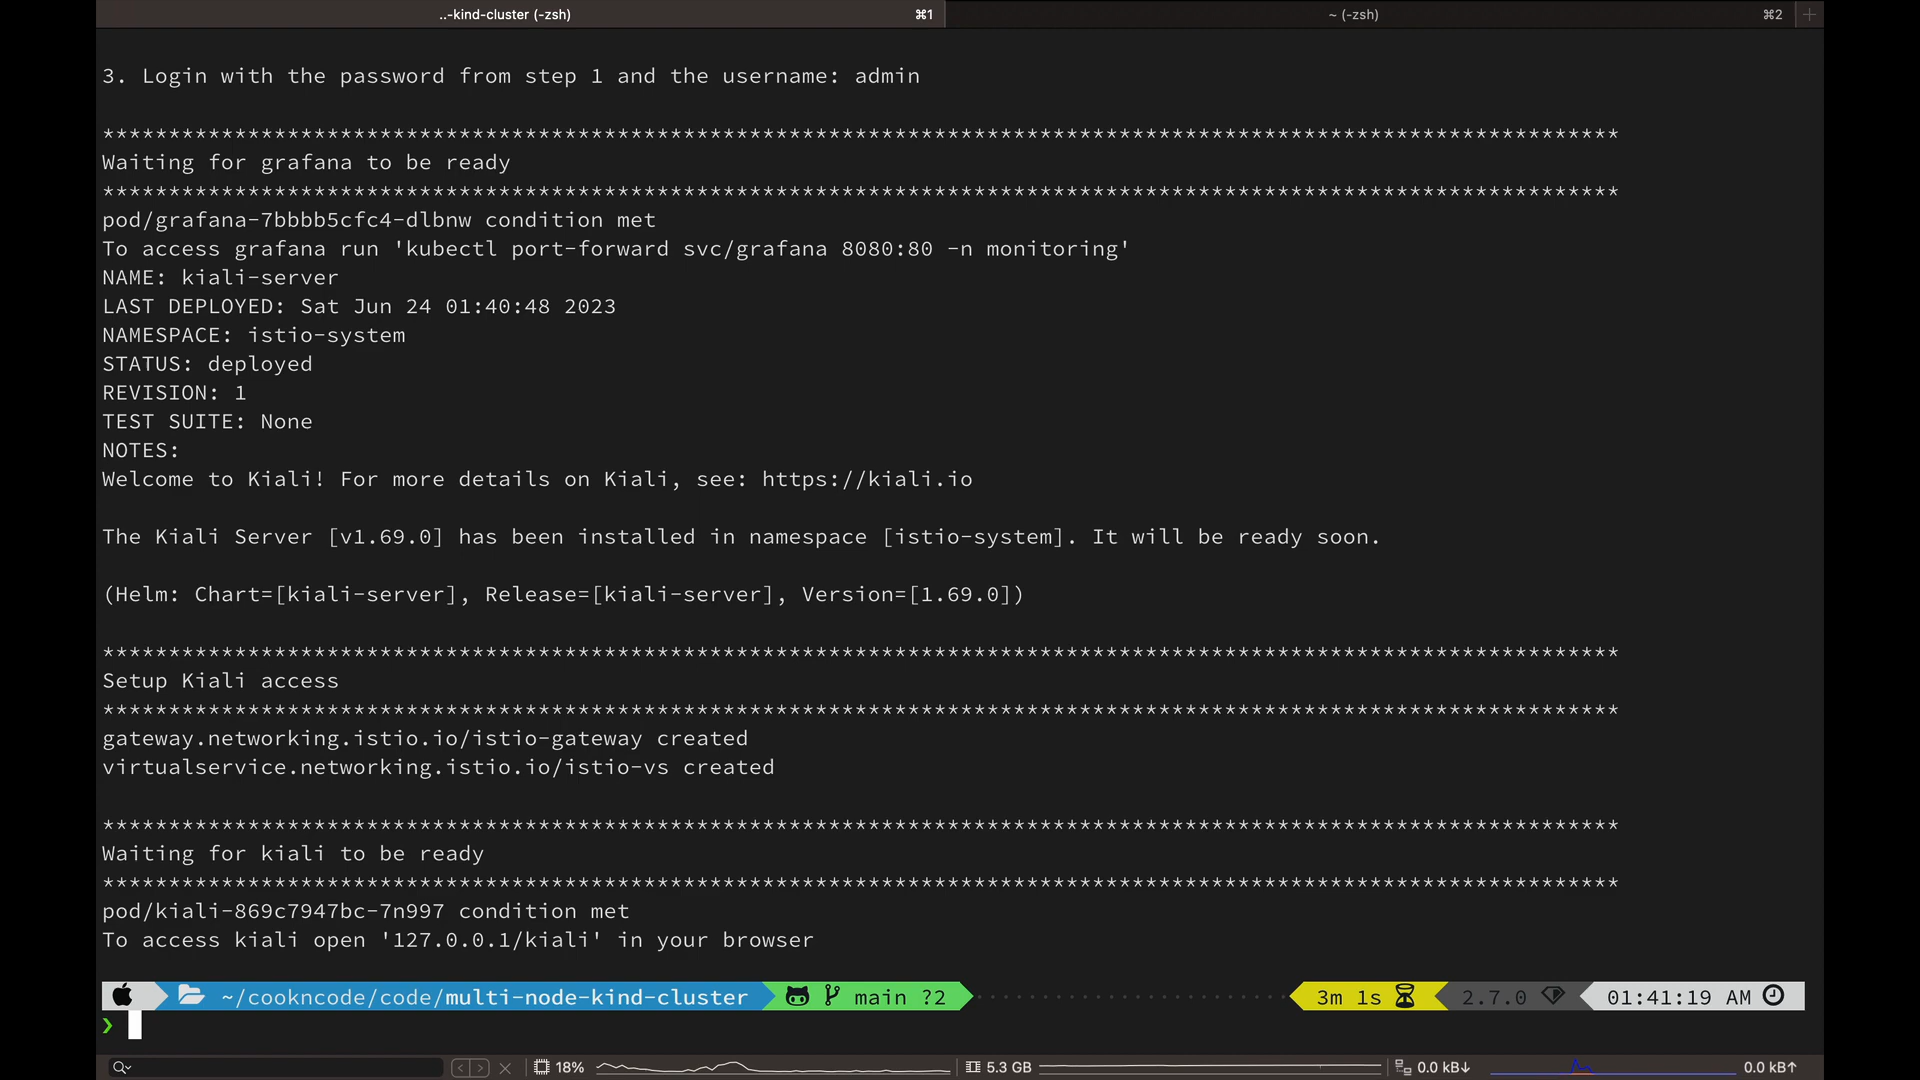 ..-kind-cluster (-zsh) ⌘1 ~ (-zsh) ⌘2 +
3. Login with the password from step 1 and the username: admin
*******************************************************************************************************************
Waiting for grafana to be ready
*******************************************************************************************************************
pod/grafana-7bbbb5cfc4-dlbnw condition met
To access grafana run 'kubectl port-forward svc/grafana 8080:80 -n monitoring'
NAME: kiali-server
LAST DEPLOYED: Sat Jun 24 01:40:48 2023
NAMESPACE: istio-system
STATUS: deployed
REVISION: 1
TEST SUITE: None
NOTES:
Welcome to Kiali! For more details on Kiali, see: https://kiali.io
The Kiali Server [v1.69.0] has been installed in namespace [istio-system]. It will be ready soon.
(Helm: Chart=[kiali-server], Release=[kiali-server], Version=[1.69.0])
*******************************************************************************************************************
Setup Kiali access
*******************************************************************************************************************
gateway.networking.istio.io/istio-gateway created
virtualservice.networking.istio.io/istio-vs created
*******************************************************************************************************************
Waiting for kiali to be ready
*******************************************************************************************************************
pod/kiali-869c7947bc-7n997 condition met
To access kiali open '127.0.0.1/kiali' in your browser
~/cookncode/code/multi-node-kind-cluster main ?2 3m 1s 2.7.0 01:41:19 AM
❯
18% 5.3 GB 0.0 kB↓ 0.0 kB↑